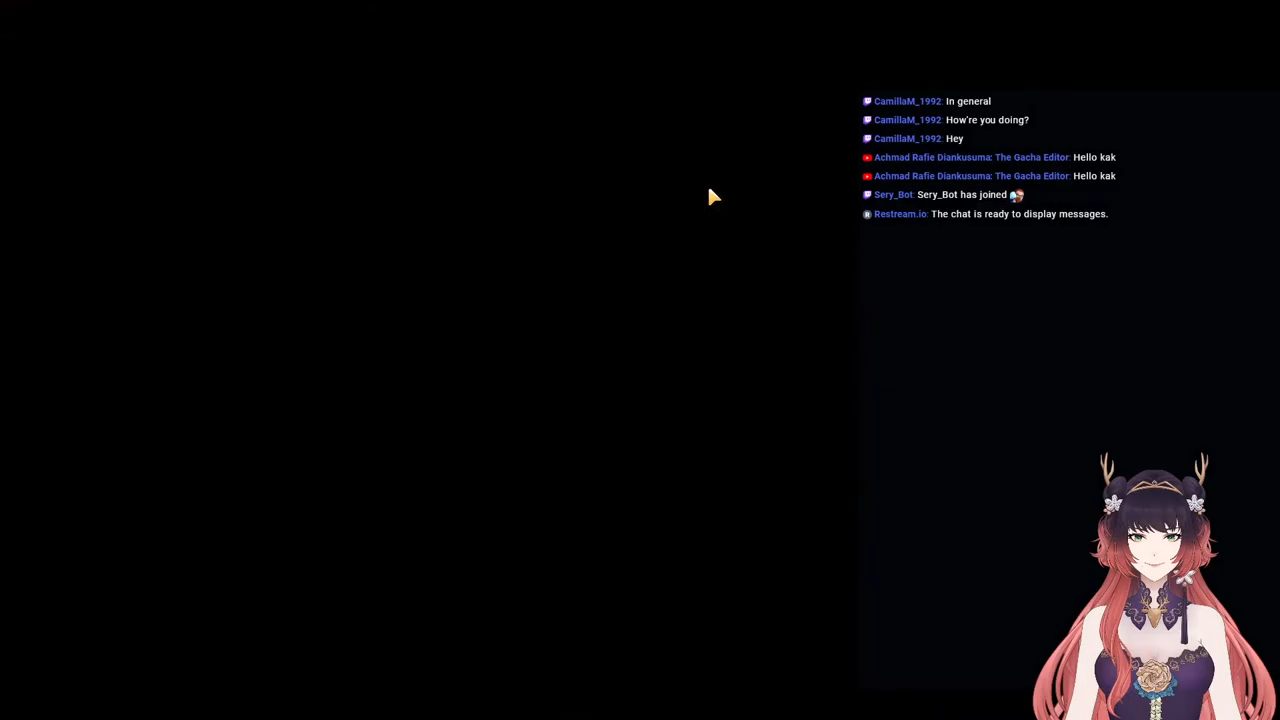 CamillaM_1992: In general
CamillaM_1992: How're you doing?
CamillaM_1992: Hey
Achmad Rafie Diankusuma: The Gacha Editor: Hello kak
Achmad Rafie Diankusuma: The Gacha Editor: Hello kak
Sery_Bot: Sery_Bot has joined
Restream.io: The chat is ready to display messages.